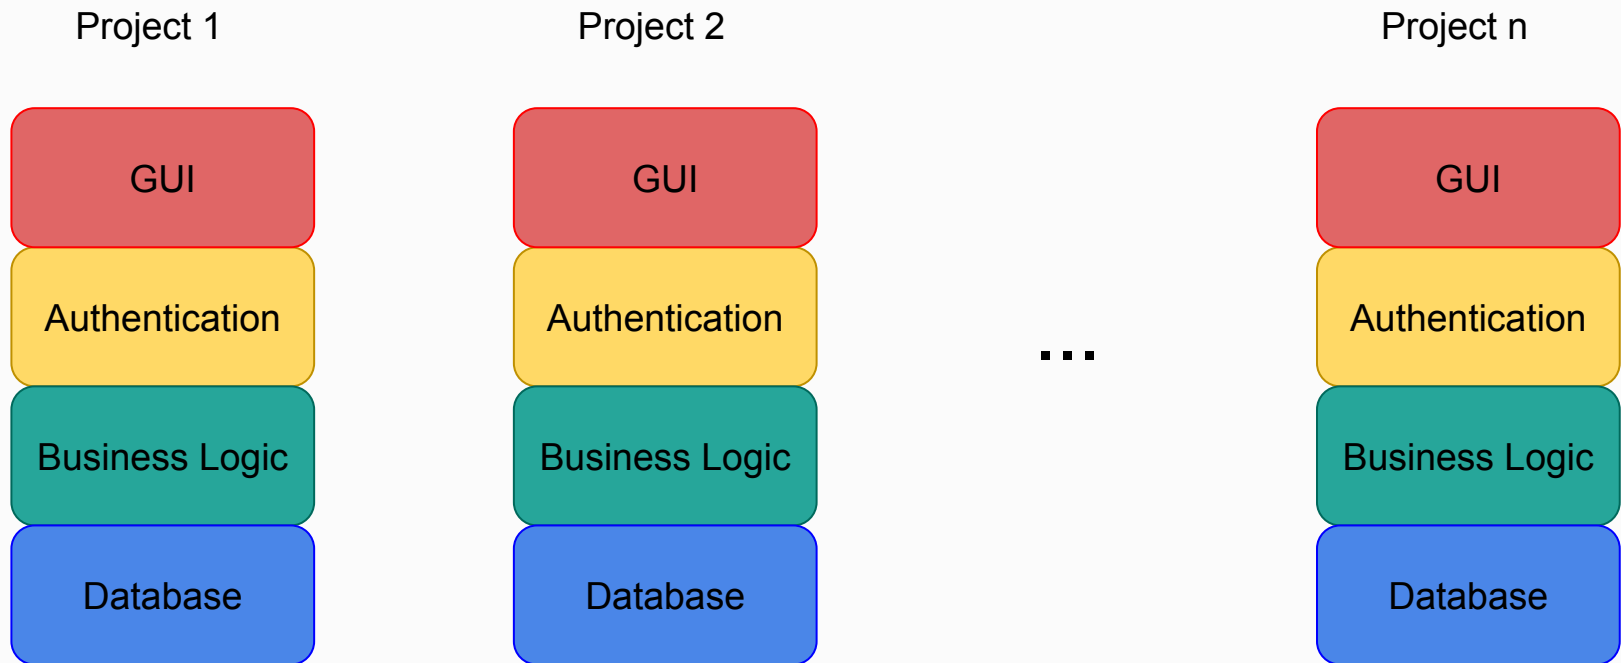 Project 1
Project 2
Project n
GUI
GUI
GUI
Authentication
Authentication
...
Authentication
Business Logic
Business Logic
Business Logic
Database
Database
Database